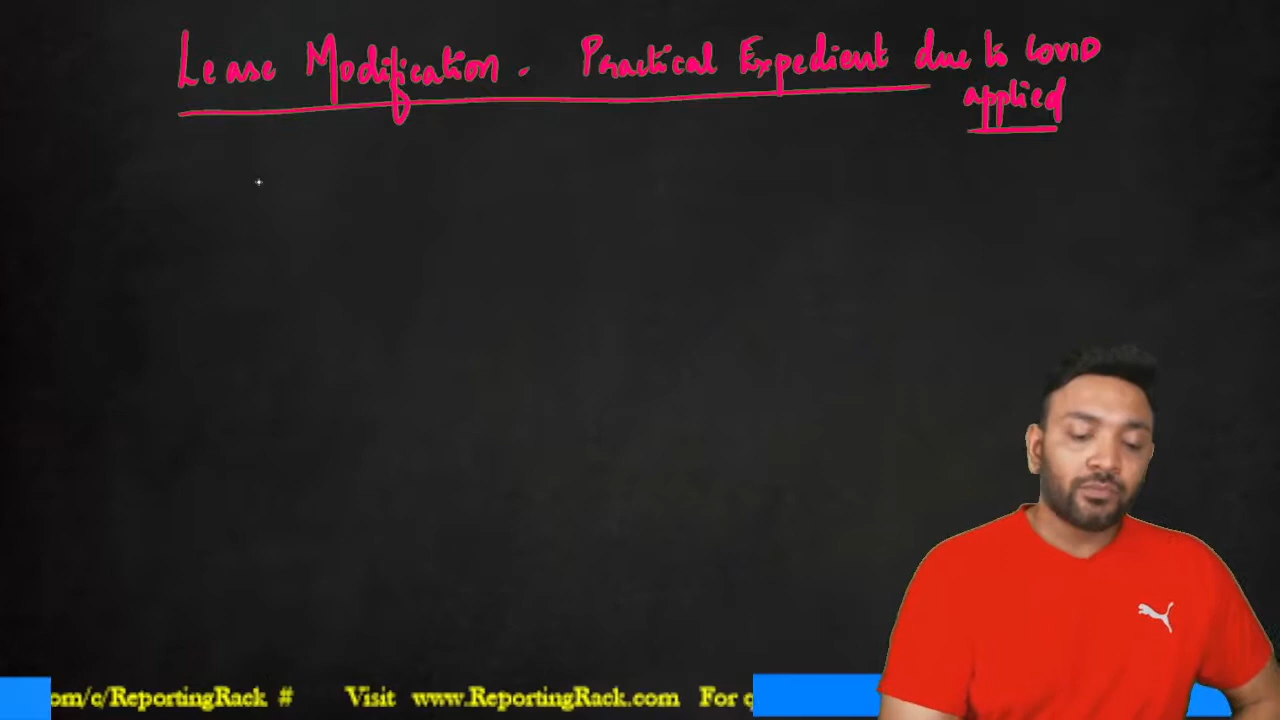 Lease Modification. Practical Expedient due to COVID
applied
om/c/ReportingRack # Visit www.ReportingRack.com For q